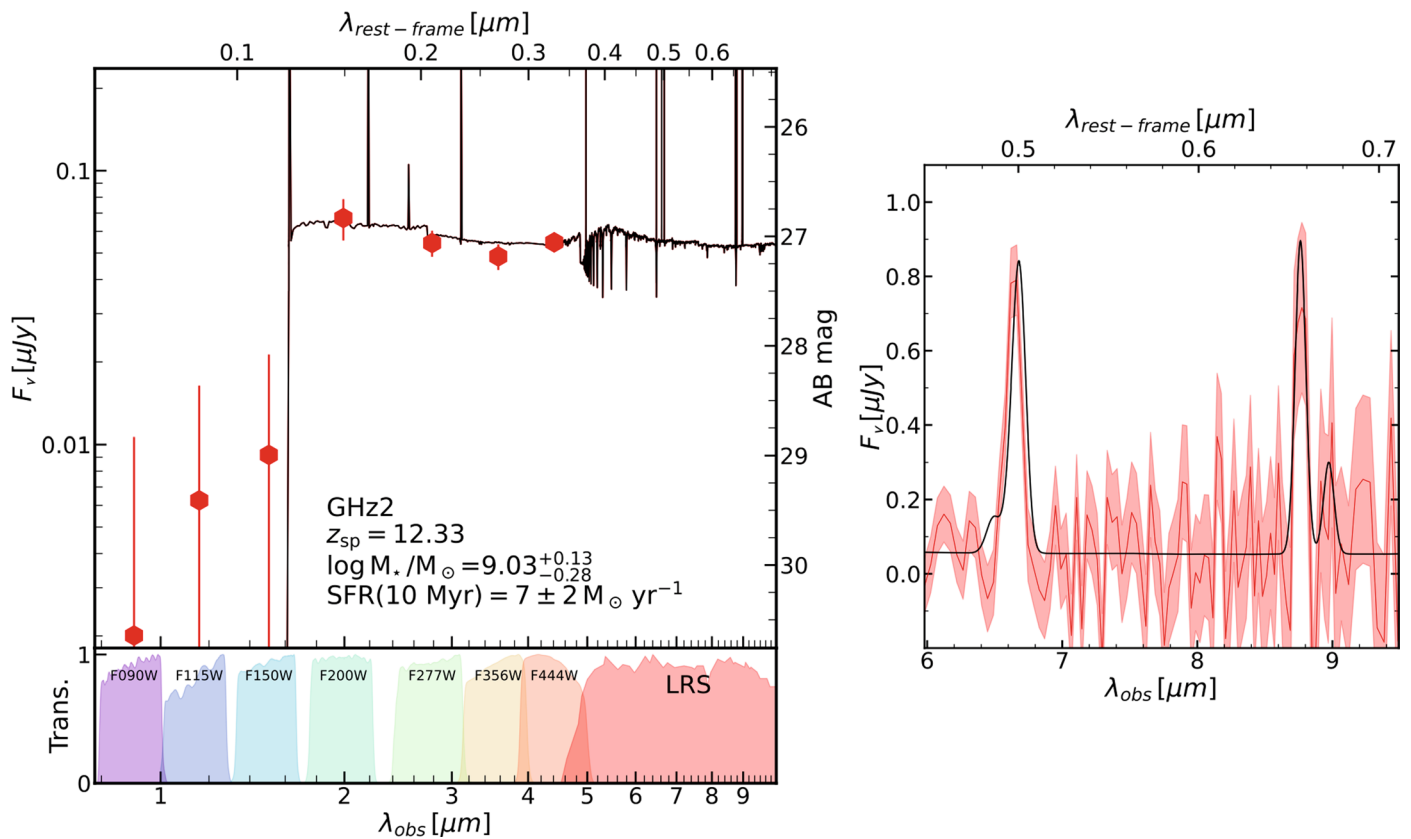 λrest−frame [μm]
0.1 0.2 0.3 0.4 0.5 0.6
Fν [μJy]
0.1
0.01
26
27
28
29
30
AB mag
GHz2
zsp = 12.33
log M⋆/M⊙ = 9.03 +0.13 −0.28
SFR(10 Myr) = 7 ± 2 M⊙ yr−1
Trans.
1
0
F090W F115W F150W F200W F277W F356W F444W LRS
1 2 3 4 5 6 7 8 9
λobs [μm]
λrest−frame [μm]
0.5 0.6 0.7
Fν [μJy]
1.0
0.8
0.6
0.4
0.2
0.0
6 7 8 9
λobs [μm]